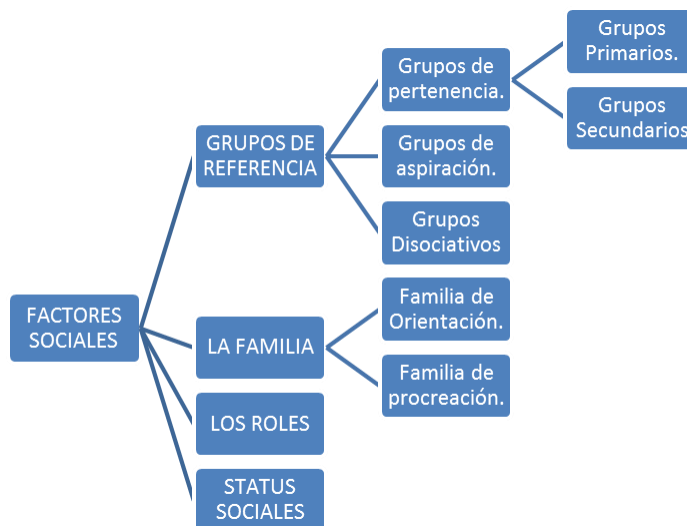 FACTORES
SOCIALES
GRUPOS DE
REFERENCIA
Grupos de
pertenencia.
Grupos
Primarios.
Grupos
Secundarios
Grupos de
aspiración.
Grupos
Disociativos
LA FAMILIA
Familia de
Orientación.
Familia de
procreación.
LOS ROLES
STATUS
SOCIALES